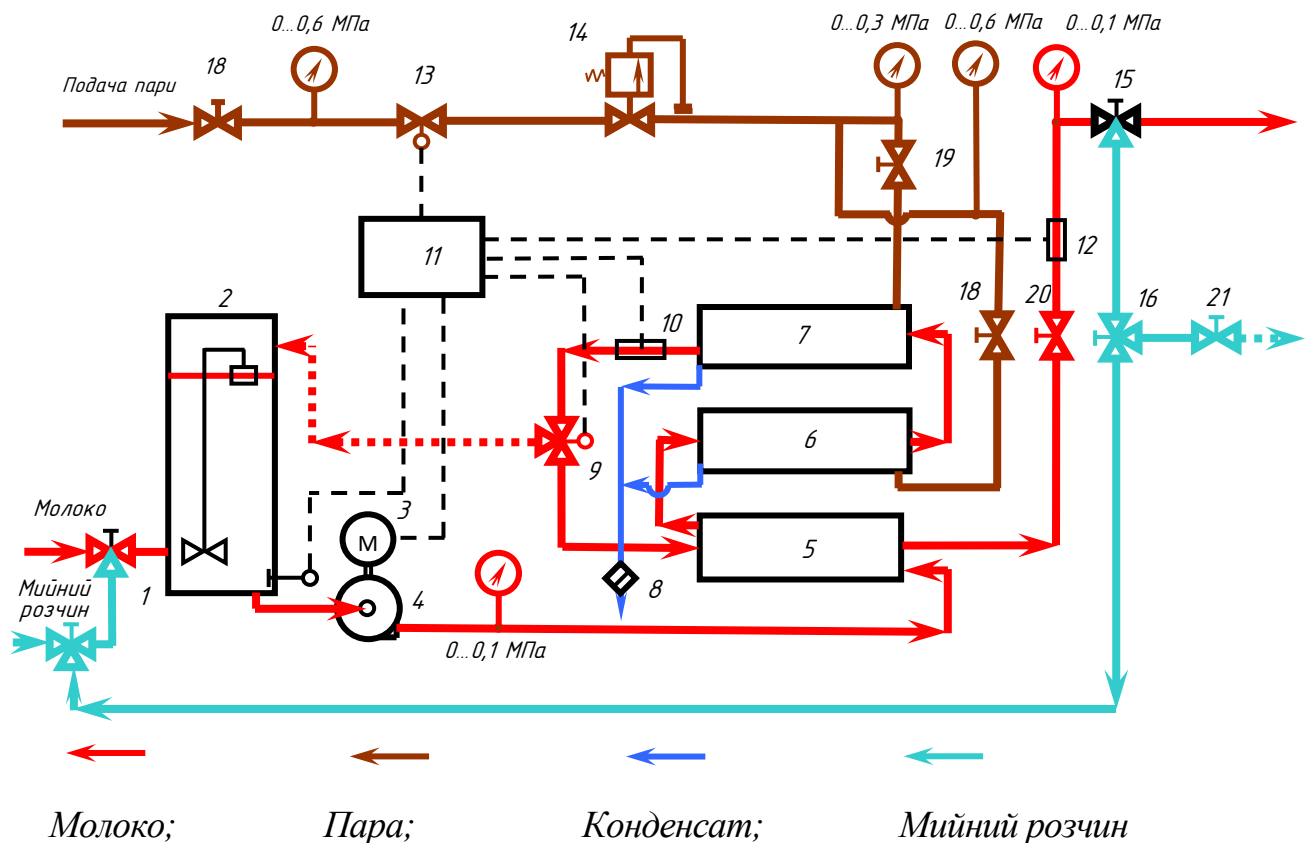 0...0,6 МПа
14
0...0,3 МПа
0...0,6 МПа
0...0,1 МПа
18
13
15
Подача пари
19
11
12
2
10
7
18
20
16
21
6
9
Молоко
3
М
5
Мийний
розчин
1
4
8
0...0,1 МПа
Молоко; Пара; Конденсат; Мийний розчин